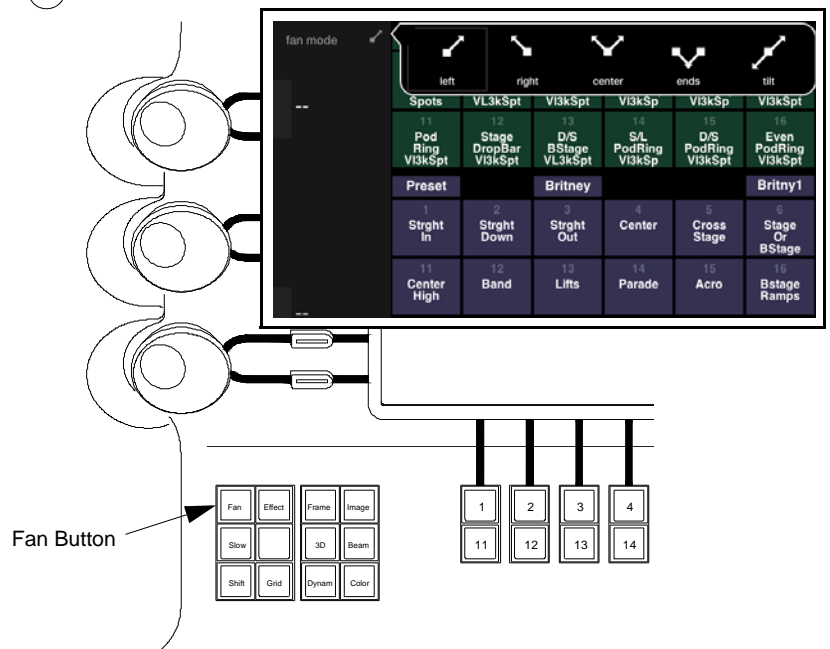 fan mode
left right center ends tilt
--
Spots VL3kSpt Vl3kSpt Vl3kSp Vl3kSp Vl3kSpt
11 12 13 14 15 16
Pod Stage D/S S/L D/S Even
Ring DropBar BStage PodRing PodRing PodRing
Vl3kSpt Vl3kSpt VL3kSpt Vl3kSp Vl3kSpt Vl3kSpt
Preset Britney Britny1
1 2 3 4 5 6
Strght Strght Strght Center Cross Stage
In Down Out Stage Or
BStage
11 12 13 14 15 16
Center Band Lifts Parade Acro Bstage
High Ramps
--
Fan Effect Frame Image 1 2 3 4
Fan Button
Slow 3D Beam 11 12 13 14
Shift Grid Dynam Color